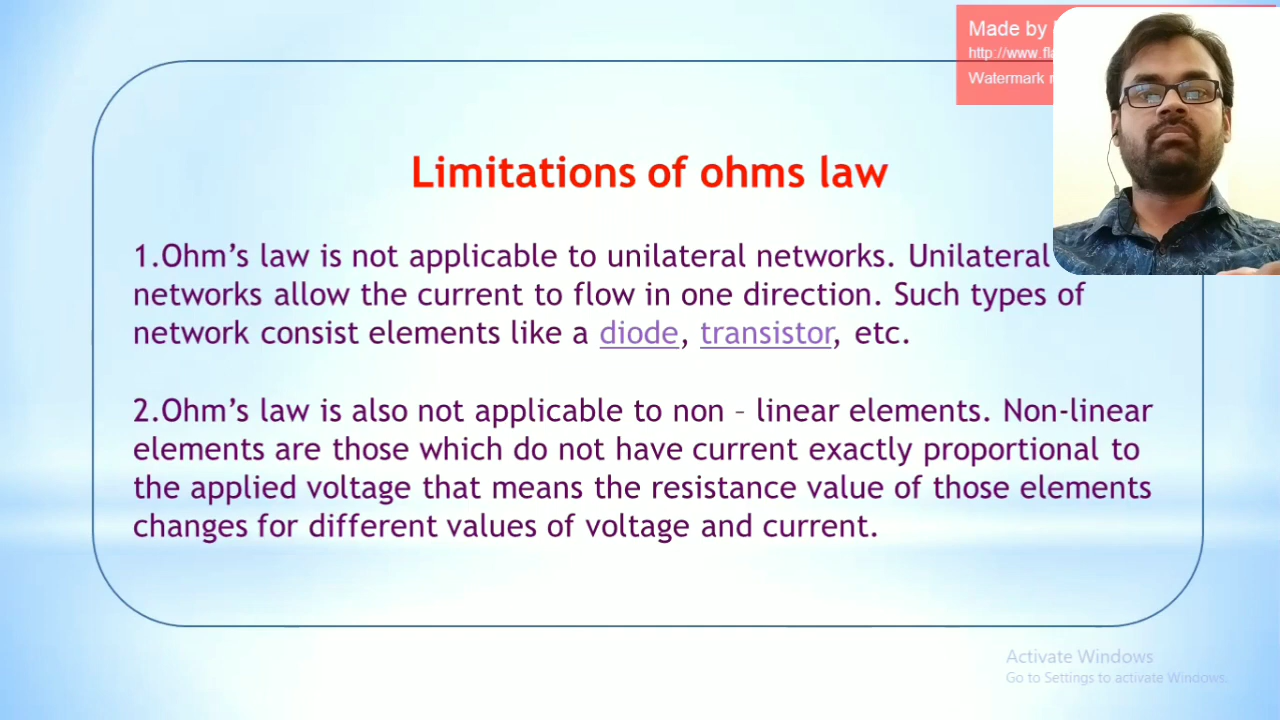 Made by
http://www.fla
Watermark
Limitations of ohms law
1.Ohm’s law is not applicable to unilateral networks. Unilateral
networks allow the current to flow in one direction. Such types of
network consist elements like a diode, transistor, etc.
2.Ohm’s law is also not applicable to non – linear elements. Non-linear
elements are those which do not have current exactly proportional to
the applied voltage that means the resistance value of those elements
changes for different values of voltage and current.
Activate Windows
Go to Settings to activate Windows.